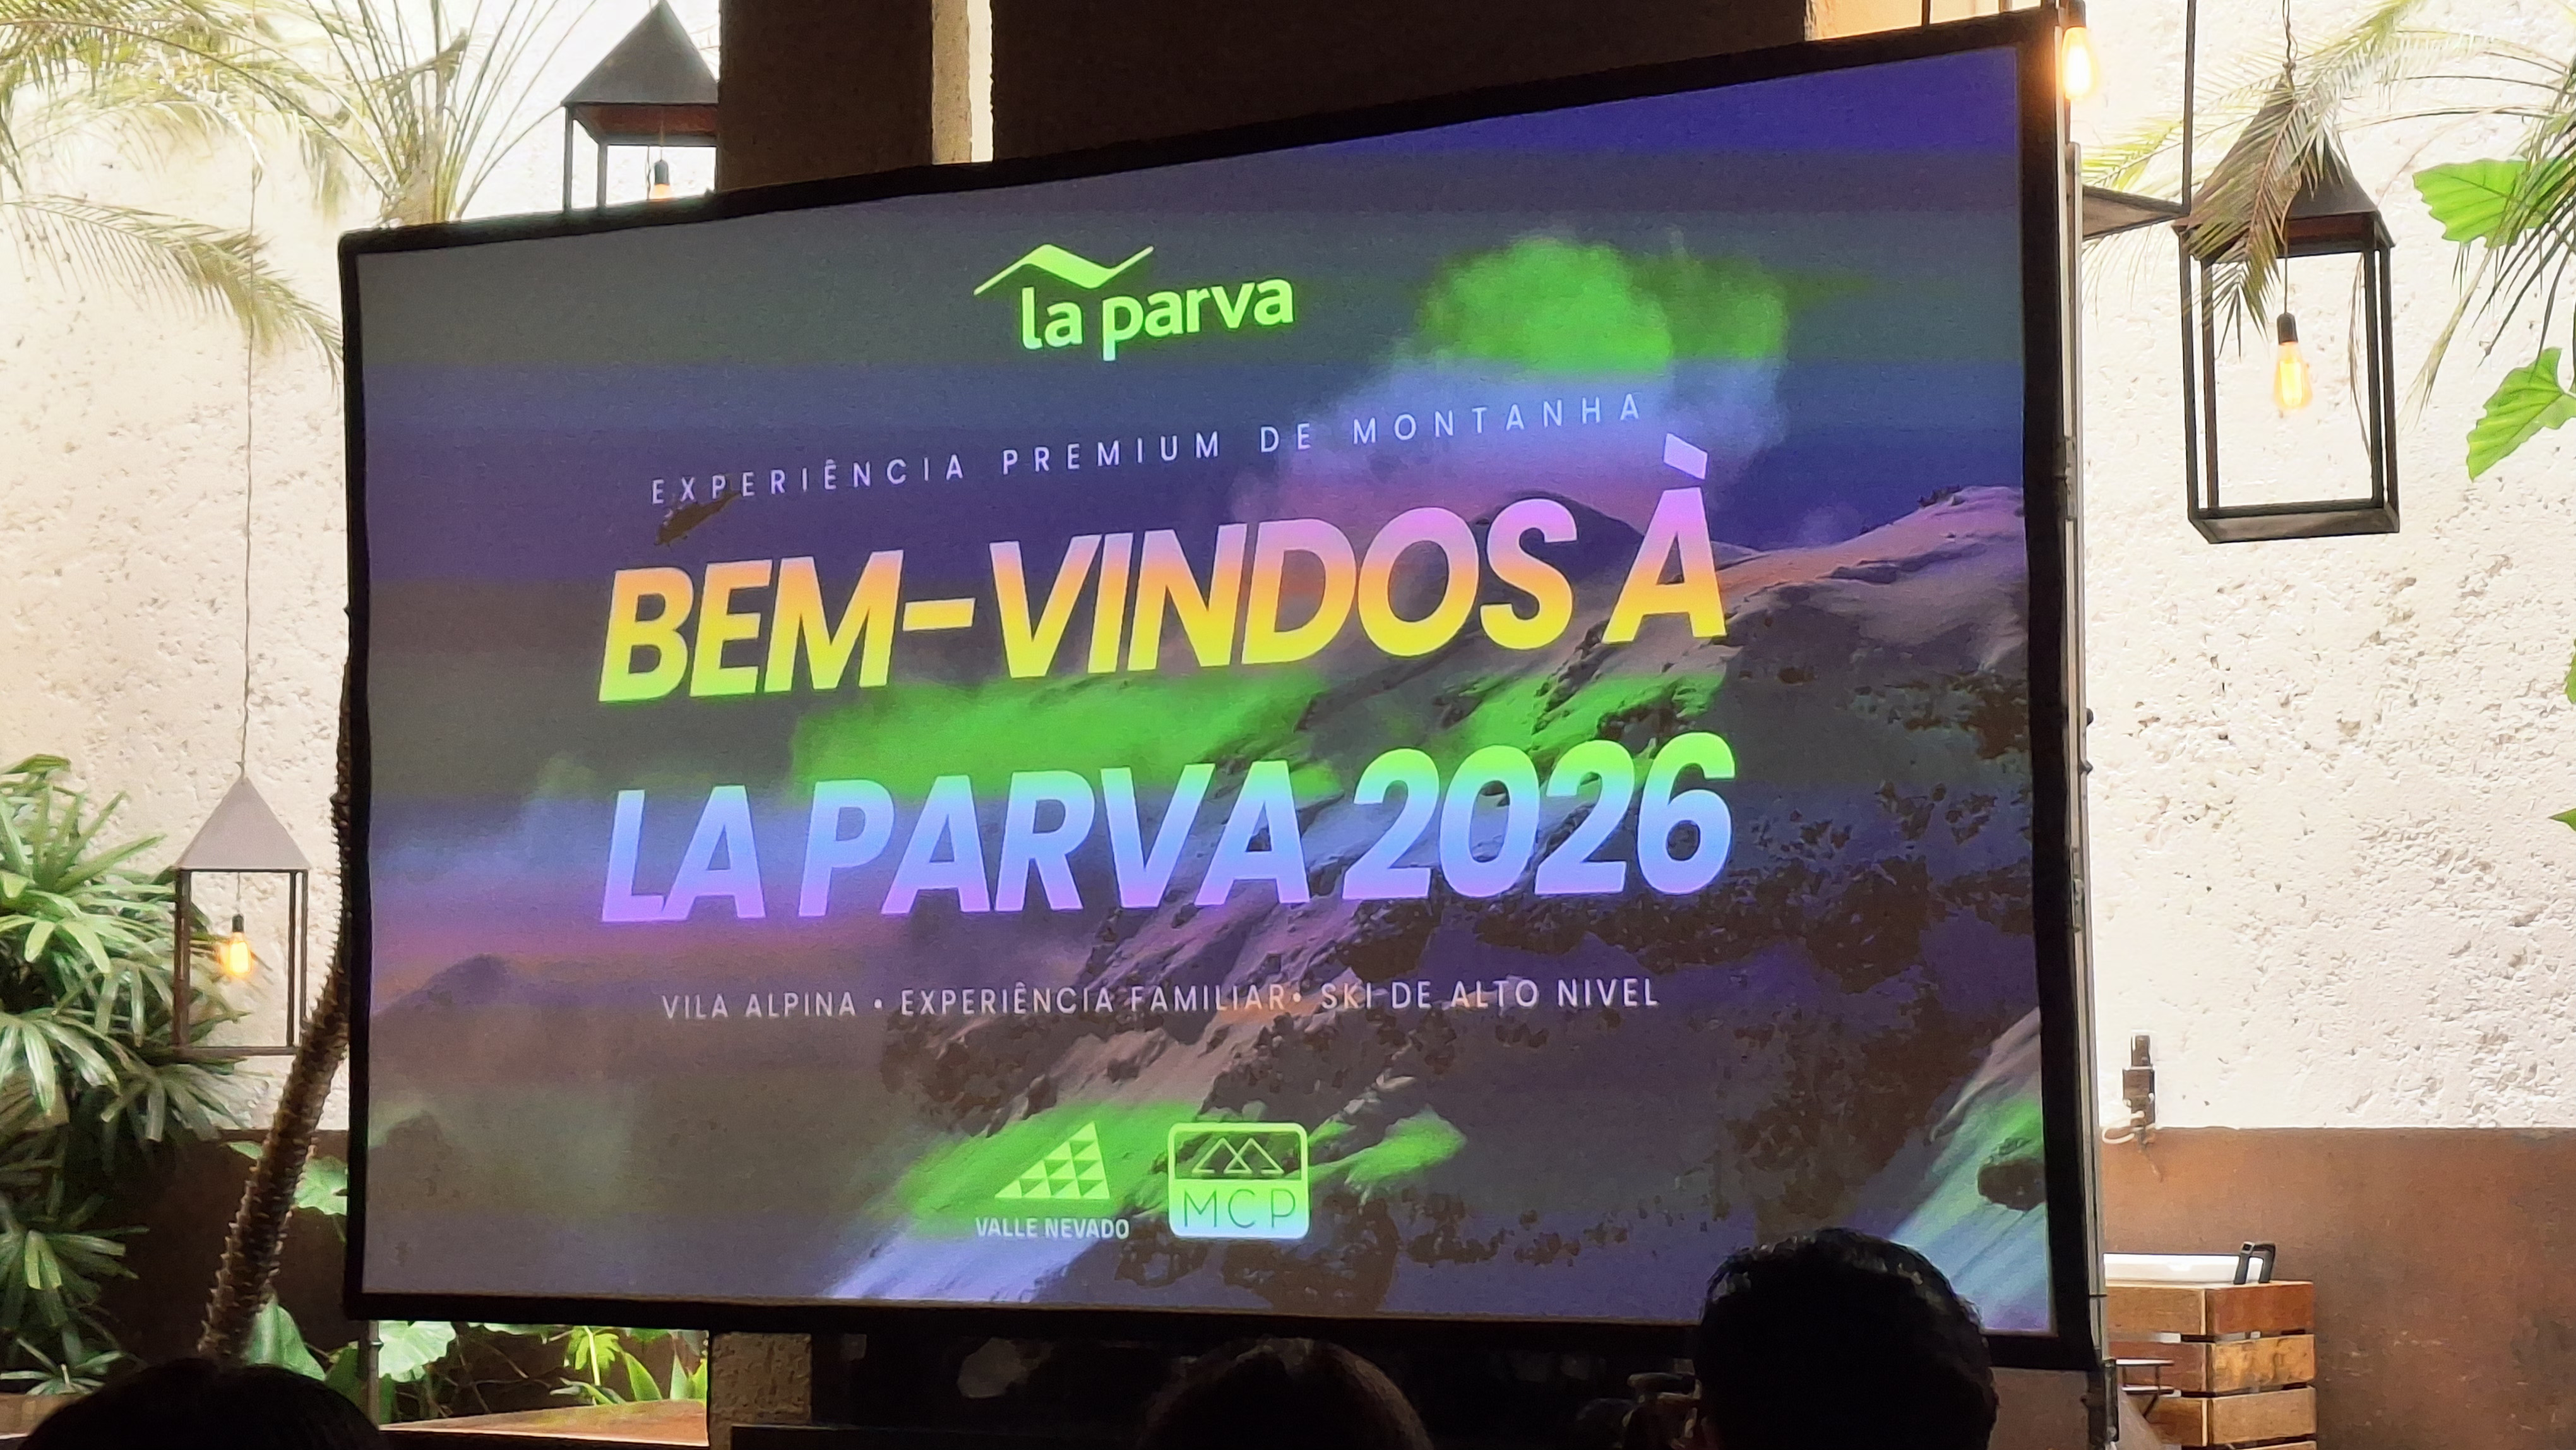 la parva
EXPERIÊNCIA PREMIUM DE MONTANHA
BEM-VINDOS À
LA PARVA 2026
VILA ALPINA • EXPERIÊNCIA FAMILIAR• SKI DE ALTO NIVEL
VALLE NEVADO
MCP